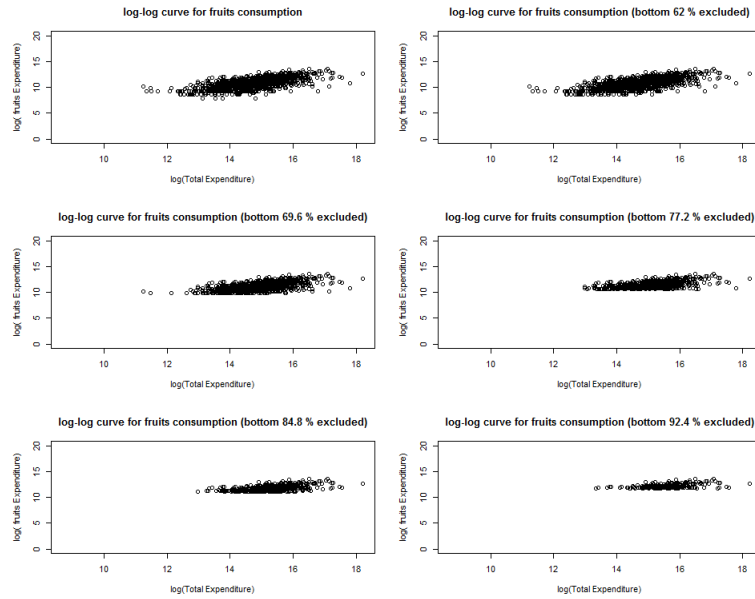 log-log curve for fruits consumption
log( fruits Expenditure)
20
15
10
5
0
10 12 14 16 18
log(Total Expenditure)
log-log curve for fruits consumption (bottom 62 % excluded)
log( fruits Expenditure)
20
15
10
5
0
10 12 14 16 18
log(Total Expenditure)
log-log curve for fruits consumption (bottom 69.6 % excluded)
log( fruits Expenditure)
20
15
10
5
0
10 12 14 16 18
log(Total Expenditure)
log-log curve for fruits consumption (bottom 77.2 % excluded)
log( fruits Expenditure)
20
15
10
5
0
10 12 14 16 18
log(Total Expenditure)
log-log curve for fruits consumption (bottom 84.8 % excluded)
log( fruits Expenditure)
20
15
10
5
0
10 12 14 16 18
log(Total Expenditure)
log-log curve for fruits consumption (bottom 92.4 % excluded)
log( fruits Expenditure)
20
15
10
5
0
10 12 14 16 18
log(Total Expenditure)